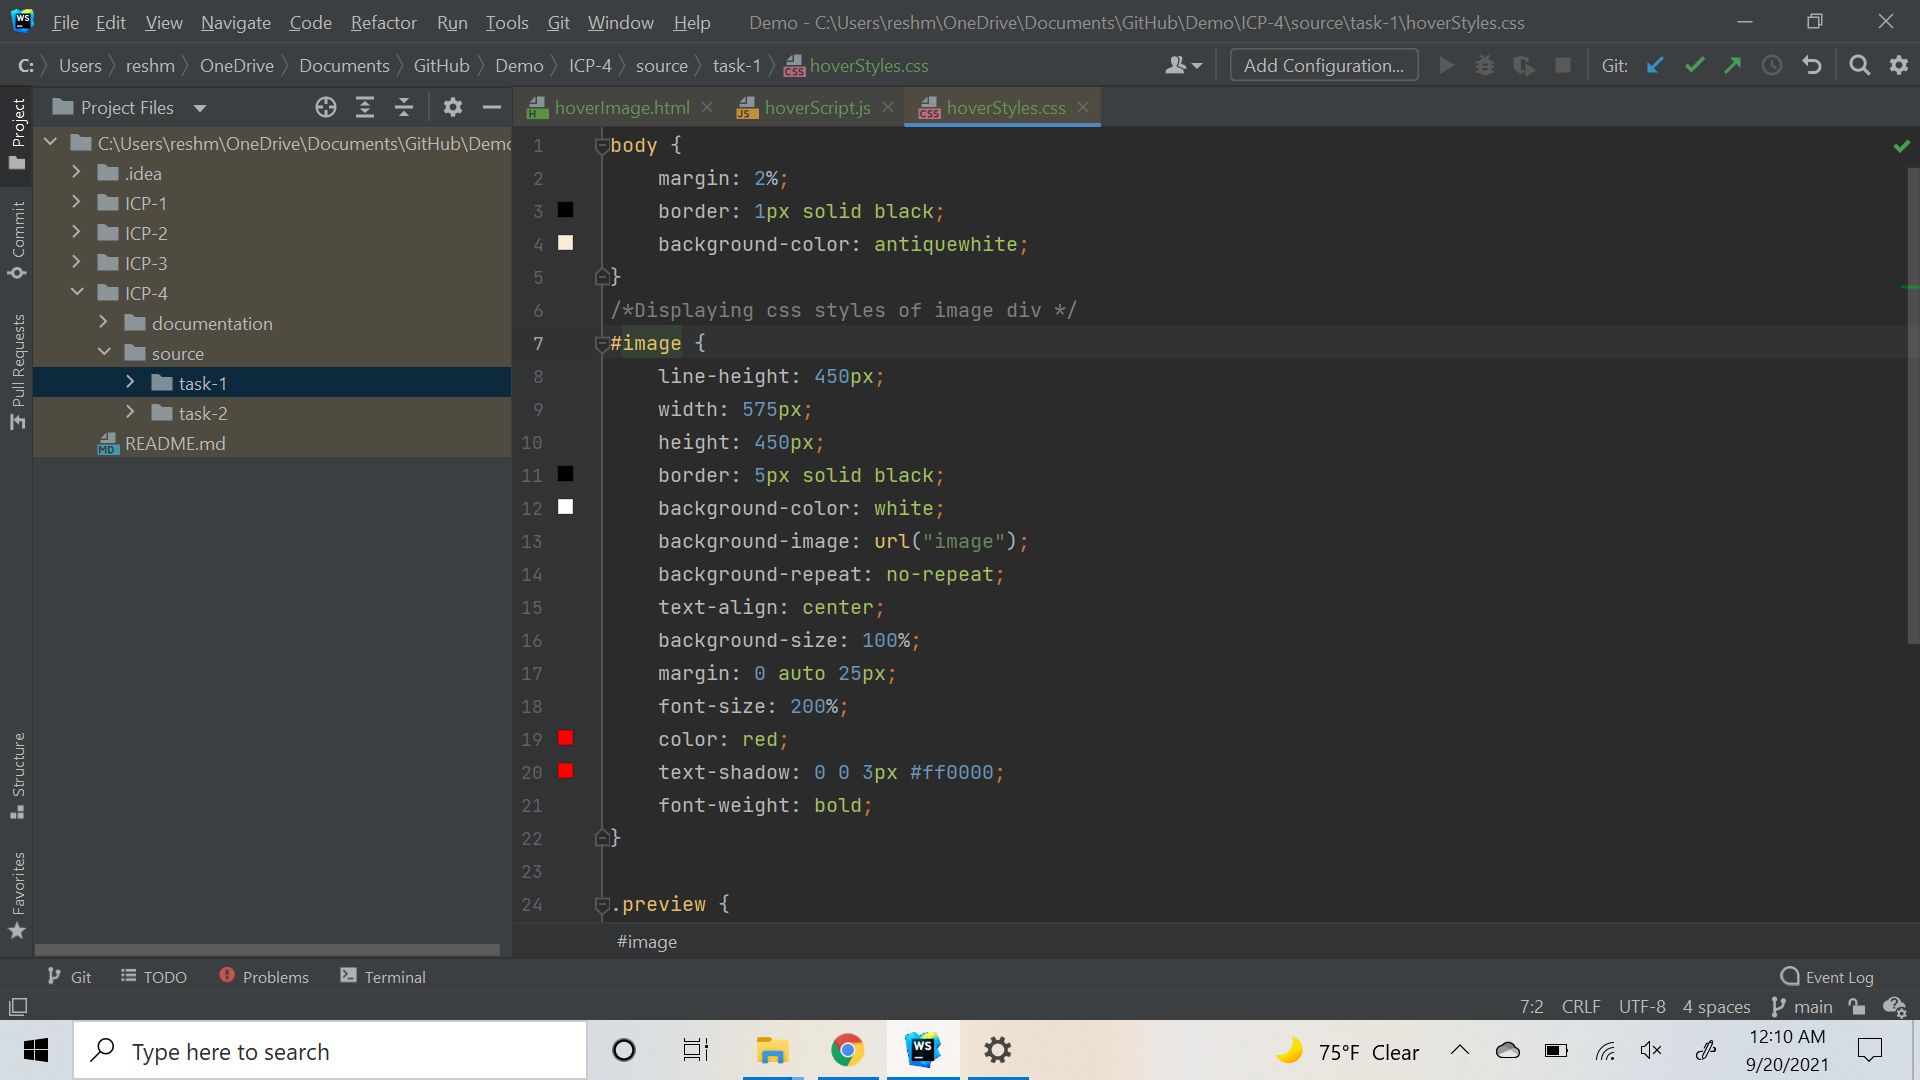 WS File Edit View Navigate Code Refactor Run Tools Git Window Help Demo - C:\Users\reshm\OneDrive\Documents\GitHub\Demo\ICP-4\source\task-1\hoverStyles.css
C: Users reshm OneDrive Documents GitHub Demo ICP-4 source task-1 hoverStyles.css Add Configuration... Git:
Project Files
hoverImage.html hoverScript.js hoverStyles.css
Project
Commit
Pull Requests
Structure
Favorites
C:\Users\reshm\OneDrive\Documents\GitHub\Demo
.idea
ICP-1
ICP-2
ICP-3
ICP-4
documentation
source
task-1
task-2
README.md
1 body {
2 margin: 2%;
3 border: 1px solid black;
4 background-color: antiquewhite;
5 }
6 /*Displaying css styles of image div */
7 #image {
8 line-height: 450px;
9 width: 575px;
10 height: 450px;
11 border: 5px solid black;
12 background-color: white;
13 background-image: url("image");
14 background-repeat: no-repeat;
15 text-align: center;
16 background-size: 100%;
17 margin: 0 auto 25px;
18 font-size: 200%;
19 color: red;
20 text-shadow: 0 0 3px #ff0000;
21 font-weight: bold;
22 }
23
24 .preview {
#image
Git TODO Problems Terminal Event Log
7:2 CRLF UTF-8 4 spaces main
Type here to search
WS
75°F Clear
12:10 AM
9/20/2021